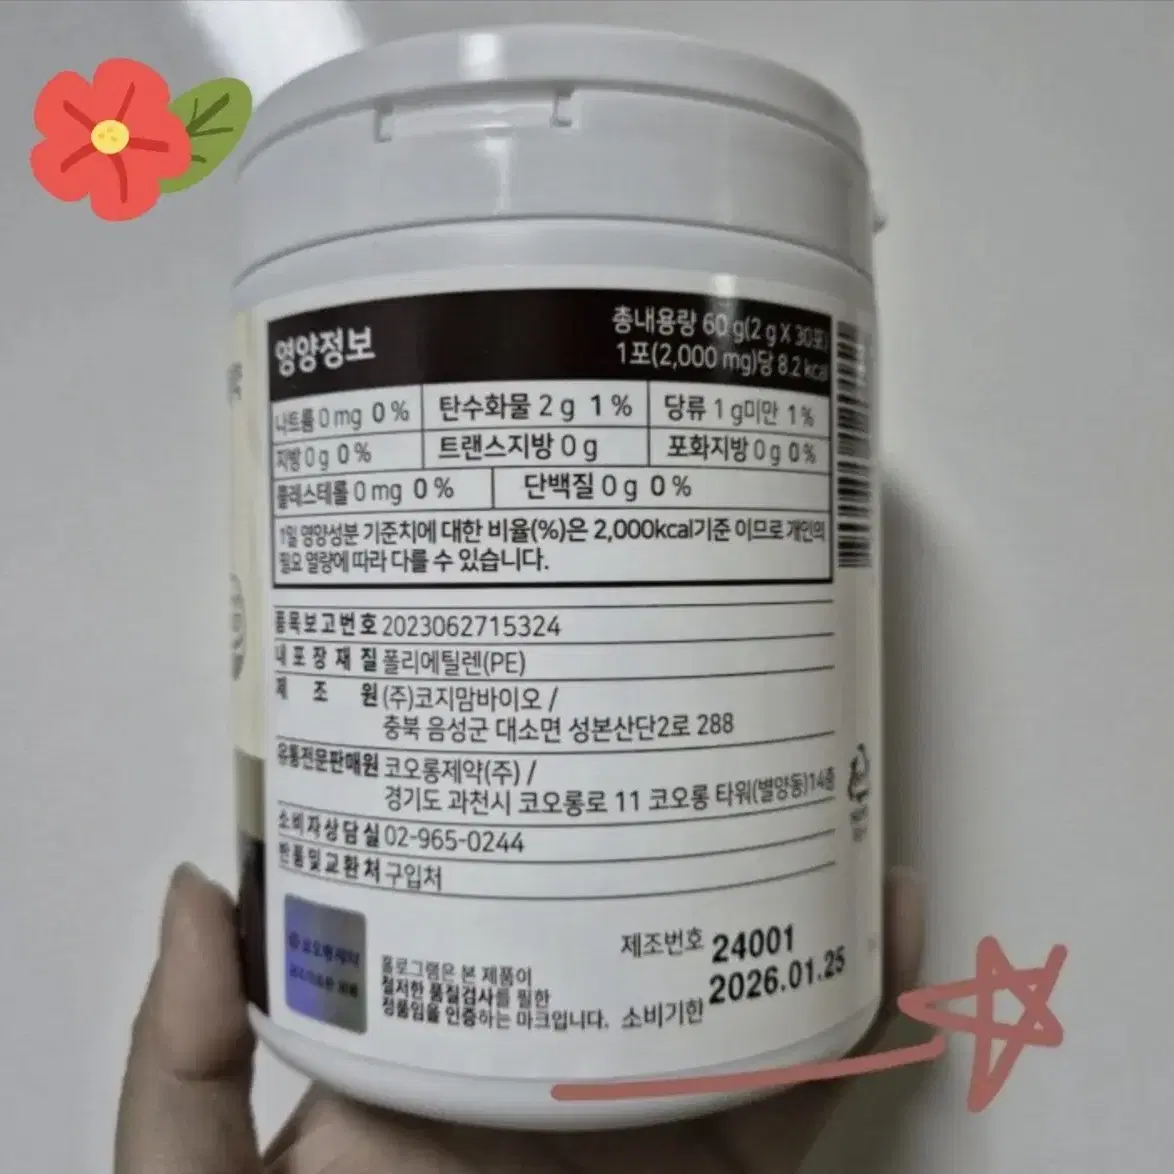 영양정보
총내용량 60 g(2 g X 30포)
1포(2,000 mg)당 8.2 kcal
나트륨 0 mg 0 % 탄수화물 2 g 1 % 당류 1 g미만 1 %
지방 0 g 0 % 트랜스지방 0 g 포화지방 0 g 0 %
콜레스테롤 0 mg 0 % 단백질 0 g 0 %
1일 영양성분 기준치에 대한 비율(%)은 2,000kcal기준 이므로 개인의
필요 열량에 따라 다를 수 있습니다.
품목보고번호 2023062715324
내포장재질 폴리에틸렌(PE)
제조원 (주)코지맘바이오 /
충북 음성군 대소면 성본산단2로 288
유통전문판매원 코오롱제약(주) /
경기도 과천시 코오롱로 11 코오롱 타워(별양동)14층
소비자상담실 02-965-0244
반품및교환처 구입처
코오롱제약
홀로그램은 본 제품이
철저한 품질검사를 필한
정품임을 인증하는 마크입니다.
제조번호 24001
소비기한 2026.01.25